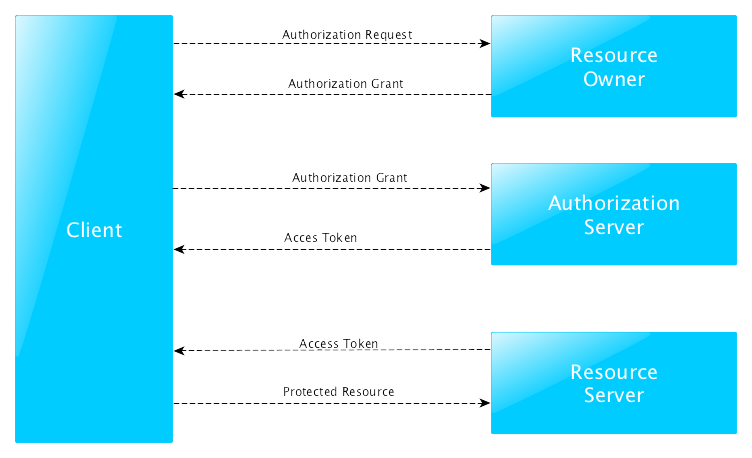 Authorization Request
Resource
Owner
Authorization Grant
Authorization Grant
Authorization
Server
Client
Acces Token
Access Token
Resource
Server
Protected Resource